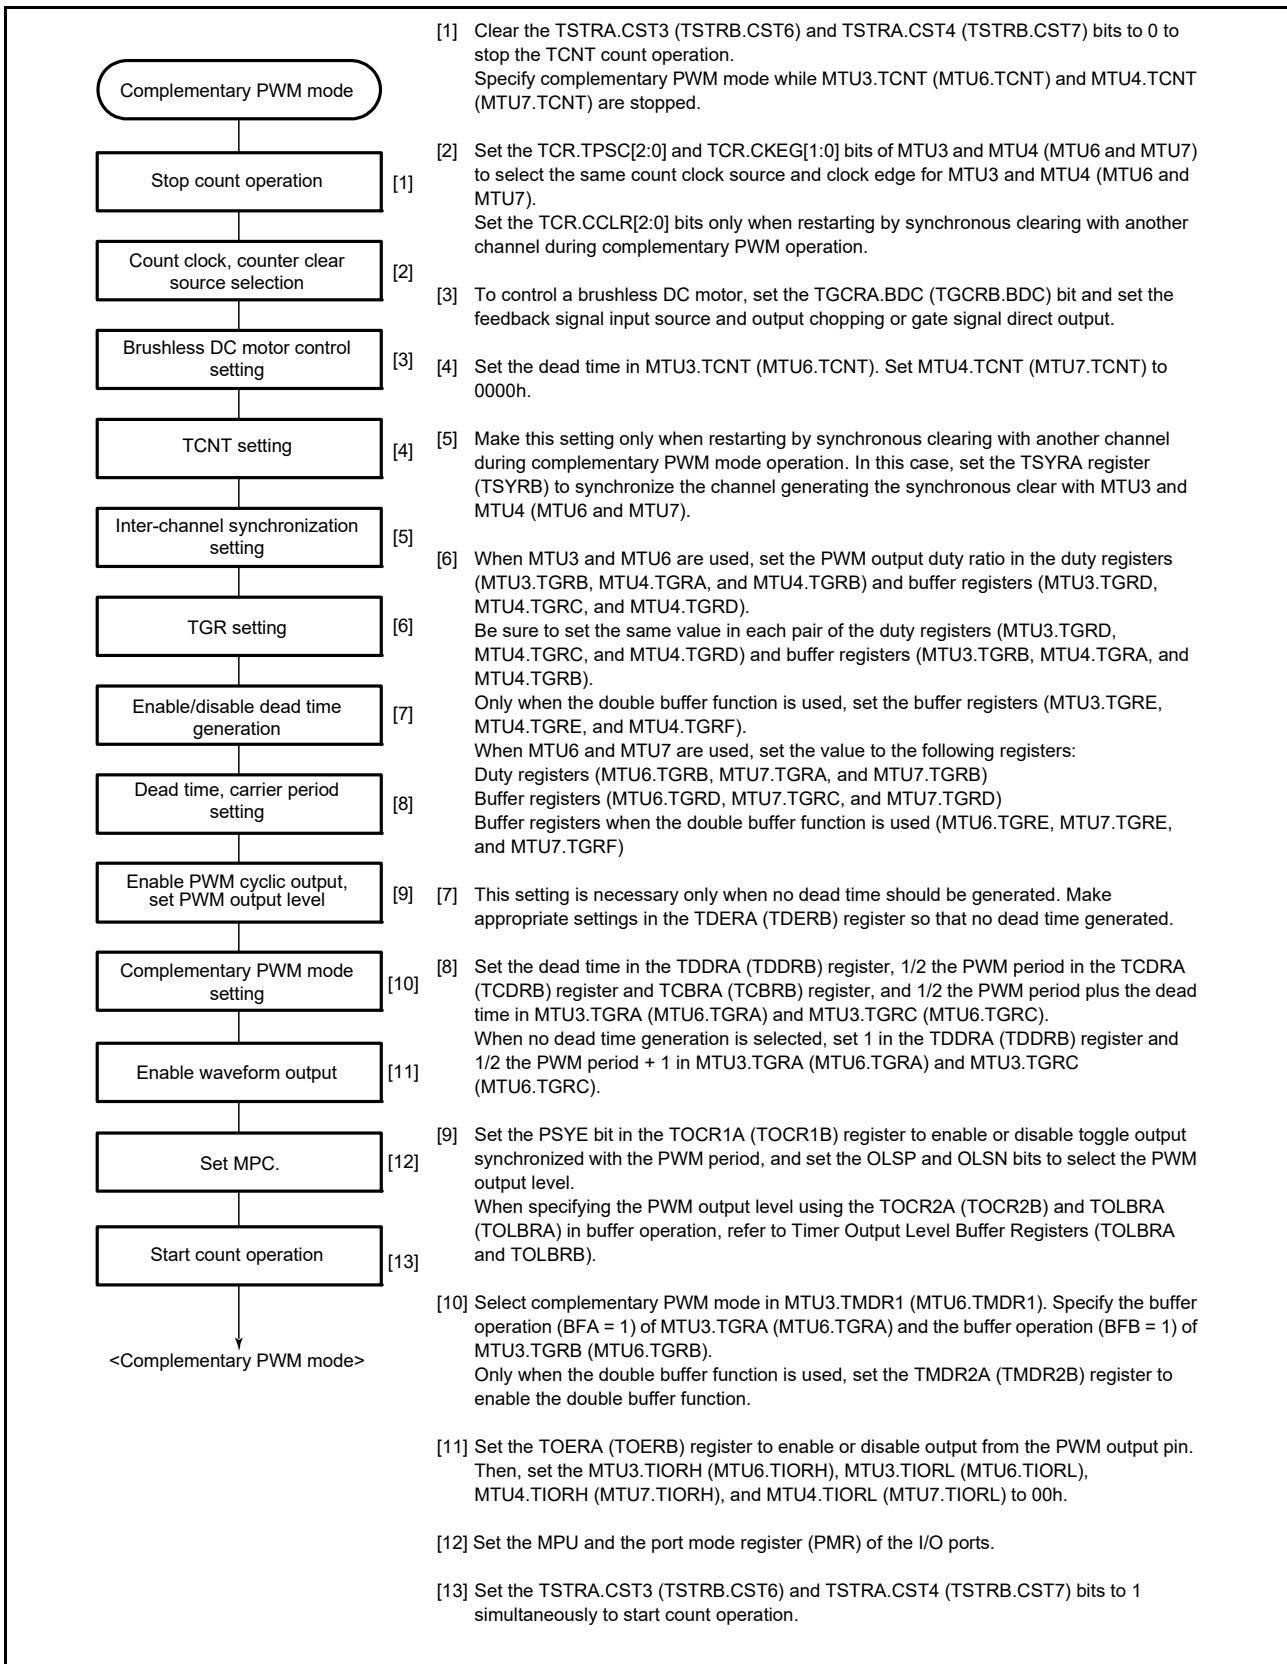 Complementary PWM mode
Stop count operation
[1]
Count clock, counter clear
source selection
[2]
Brushless DC motor control
setting
[3]
TCNT setting
[4]
Inter-channel synchronization
setting
[5]
TGR setting
[6]
Enable/disable dead time
generation
[7]
Dead time, carrier period
setting
[8]
Enable PWM cyclic output,
set PWM output level
[9]
Complementary PWM mode
setting
[10]
Enable waveform output
[11]
Set MPC.
[12]
Start count operation
[13]
<Complementary PWM mode>
[1] Clear the TSTRA.CST3 (TSTRB.CST6) and TSTRA.CST4 (TSTRB.CST7) bits to 0 to
stop the TCNT count operation.
Specify complementary PWM mode while MTU3.TCNT (MTU6.TCNT) and MTU4.TCNT
(MTU7.TCNT) are stopped.
[2] Set the TCR.TPSC[2:0] and TCR.CKEG[1:0] bits of MTU3 and MTU4 (MTU6 and MTU7)
to select the same count clock source and clock edge for MTU3 and MTU4 (MTU6 and
MTU7).
Set the TCR.CCLR[2:0] bits only when restarting by synchronous clearing with another
channel during complementary PWM operation.
[3] To control a brushless DC motor, set the TGCRA.BDC (TGCRB.BDC) bit and set the
feedback signal input source and output chopping or gate signal direct output.
[4] Set the dead time in MTU3.TCNT (MTU6.TCNT). Set MTU4.TCNT (MTU7.TCNT) to
0000h.
[5] Make this setting only when restarting by synchronous clearing with another channel
during complementary PWM mode operation. In this case, set the TSYRA register
(TSYRB) to synchronize the channel generating the synchronous clear with MTU3 and
MTU4 (MTU6 and MTU7).
[6] When MTU3 and MTU6 are used, set the PWM output duty ratio in the duty registers
(MTU3.TGRB, MTU4.TGRA, and MTU4.TGRB) and buffer registers (MTU3.TGRD,
MTU4.TGRC, and MTU4.TGRD).
Be sure to set the same value in each pair of the duty registers (MTU3.TGRD,
MTU4.TGRC, and MTU4.TGRD) and buffer registers (MTU3.TGRB, MTU4.TGRA, and
MTU4.TGRB).
Only when the double buffer function is used, set the buffer registers (MTU3.TGRE,
MTU4.TGRE, and MTU4.TGRF).
When MTU6 and MTU7 are used, set the value to the following registers:
Duty registers (MTU6.TGRB, MTU7.TGRA, and MTU7.TGRB)
Buffer registers (MTU6.TGRD, MTU7.TGRC, and MTU7.TGRD)
Buffer registers when the double buffer function is used (MTU6.TGRE, MTU7.TGRE,
and MTU7.TGRF)
[7] This setting is necessary only when no dead time should be generated. Make
appropriate settings in the TDERA (TDERB) register so that no dead time generated.
[8] Set the dead time in the TDDRA (TDDRB) register, 1/2 the PWM period in the TCDRA
(TCDRB) register and TCBRA (TCBRB) register, and 1/2 the PWM period plus the dead
time in MTU3.TGRA (MTU6.TGRA) and MTU3.TGRC (MTU6.TGRC).
When no dead time generation is selected, set 1 in the TDDRA (TDDRB) register and
1/2 the PWM period + 1 in MTU3.TGRA (MTU6.TGRA) and MTU3.TGRC
(MTU6.TGRC).
[9] Set the PSYE bit in the TOCR1A (TOCR1B) register to enable or disable toggle output
synchronized with the PWM period, and set the OLSP and OLSN bits to select the PWM
output level.
When specifying the PWM output level using the TOCR2A (TOCR2B) and TOLBRA
(TOLBRA) in buffer operation, refer to Timer Output Level Buffer Registers (TOLBRA
and TOLBRB).
[10] Select complementary PWM mode in MTU3.TMDR1 (MTU6.TMDR1). Specify the buffer
operation (BFA = 1) of MTU3.TGRA (MTU6.TGRA) and the buffer operation (BFB = 1) of
MTU3.TGRB (MTU6.TGRB).
Only when the double buffer function is used, set the TMDR2A (TMDR2B) register to
enable the double buffer function.
[11] Set the TOERA (TOERB) register to enable or disable output from the PWM output pin.
Then, set the MTU3.TIORH (MTU6.TIORH), MTU3.TIORL (MTU6.TIORL),
MTU4.TIORH (MTU7.TIORH), and MTU4.TIORL (MTU7.TIORL) to 00h.
[12] Set the MPU and the port mode register (PMR) of the I/O ports.
[13] Set the TSTRA.CST3 (TSTRB.CST6) and TSTRA.CST4 (TSTRB.CST7) bits to 1
simultaneously to start count operation.